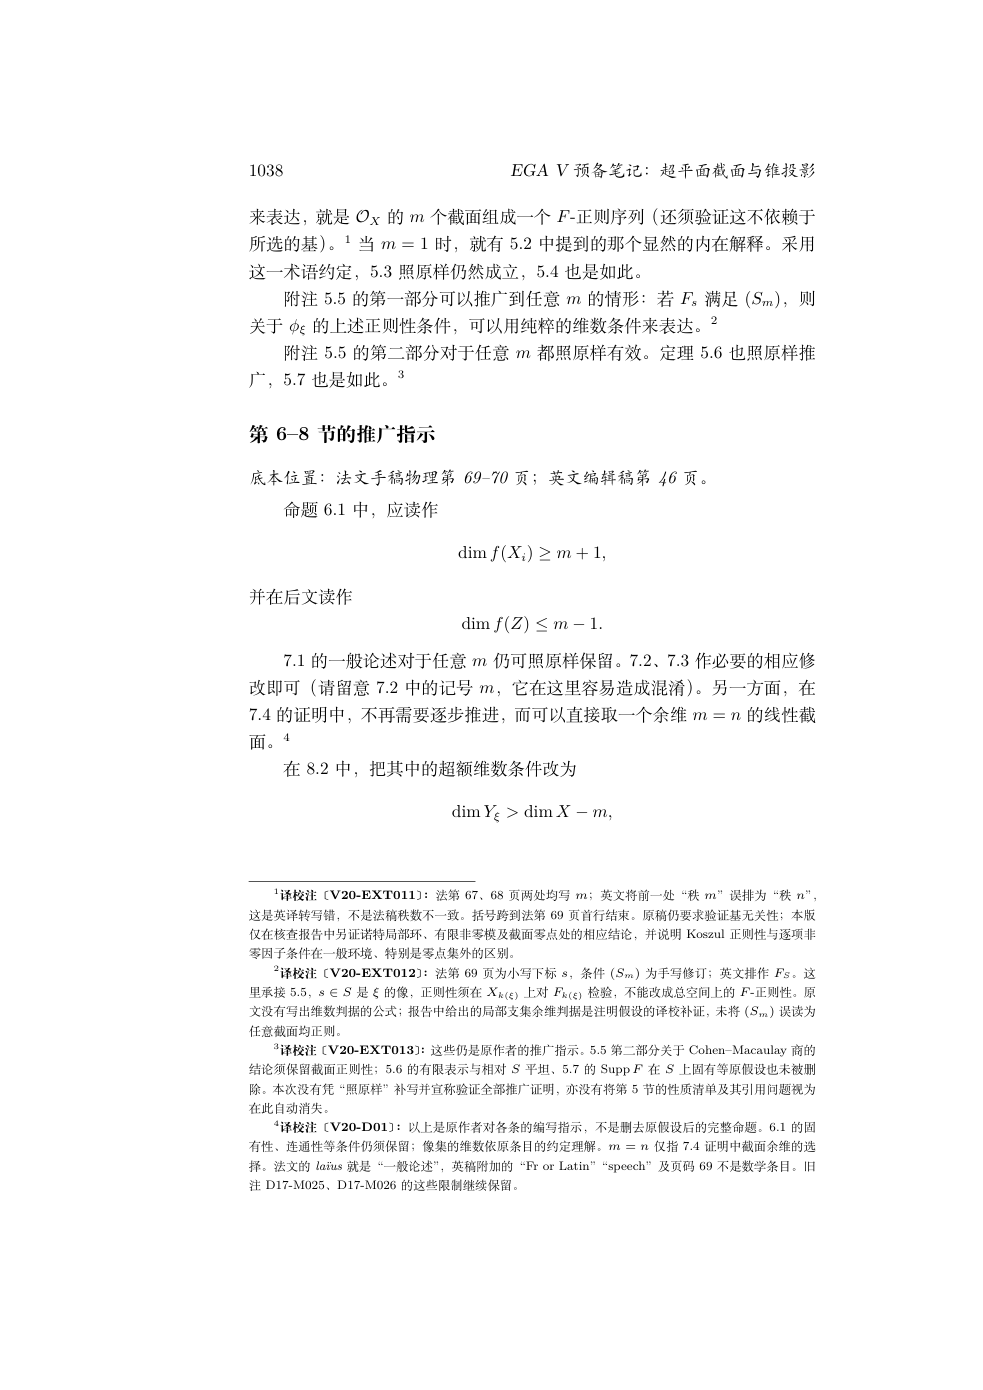 1038 EGA V 预备笔记：超平面截面与锥投影
来表达，就是 𝒪_X 的 m 个截面组成一个 F-正则序列（还须验证这不依赖于
所选的基）。¹ 当 m = 1 时，就有 5.2 中提到的那个显然的内在解释。采用
这一术语约定，5.3 照原样仍然成立，5.4 也是如此。
附注 5.5 的第一部分可以推广到任意 m 的情形：若 F_s 满足 (S_m)，则
关于 ϕ_ξ 的上述正则性条件，可以用纯粹的维数条件来表达。²
附注 5.5 的第二部分对于任意 m 都照原样有效。定理 5.6 也照原样推
广，5.7 也是如此。³
第 6–8 节的推广指示
底本位置：法文手稿物理第 69–70 页；英文编辑稿第 46 页。
命题 6.1 中，应读作
dim f(X_i) ≥ m + 1,
并在后文读作
dim f(Z) ≤ m − 1.
7.1 的一般论述对于任意 m 仍可照原样保留。7.2、7.3 作必要的相应修
改即可（请留意 7.2 中的记号 m，它在这里容易造成混淆）。另一方面，在
7.4 的证明中，不再需要逐步推进，而可以直接取一个余维 m = n 的线性截
面。⁴
在 8.2 中，把其中的超额维数条件改为
dim Y_ξ > dim X − m,
¹译校注〔V20-EXT011〕：法第 67、68 页两处均写 m；英文将前一处 “秩 m” 误排为 “秩 n”，
这是英译转写错，不是法稿秩数不一致。括号跨到法第 69 页首行结束。原稿仍要求验证基无关性；本版
仅在核查报告中另证诺特局部环、有限非零模及截面零点处的相应结论，并说明 Koszul 正则性与逐项非
零因子条件在一般环境、特别是零点集外的区别。
²译校注〔V20-EXT012〕：法第 69 页为小写下标 s，条件 (S_m) 为手写修订；英文排作 F_S。这
里承接 5.5，s ∈ S 是 ξ 的像，正则性须在 X_{k(ξ)} 上对 F_{k(ξ)} 检验，不能改成总空间上的 F-正则性。原
文没有写出维数判据的公式；报告中给出的局部支集余维判据是注明假设的译校补证，未将 (S_m) 误读为
任意截面均正则。
³译校注〔V20-EXT013〕：这些仍是原作者的推广指示。5.5 第二部分关于 Cohen–Macaulay 商的
结论须保留截面正则性；5.6 的有限表示与相对 S 平坦、5.7 的 Supp F 在 S 上固有等原假设也未被删
除。本次没有凭 “照原样” 补写并宣称验证全部推广证明，亦没有将第 5 节的性质清单及其引用问题视为
在此自动消失。
⁴译校注〔V20-D01〕：以上是原作者对各条的编写指示，不是删去原假设后的完整命题。6.1 的固
有性、连通性等条件仍须保留；像集的维数依原条目的约定理解。m = n 仅指 7.4 证明中截面余维的选
择。法文的 laïus 就是 “一般论述”，英稿附加的 “Fr or Latin” “speech” 及页码 69 不是数学条目。旧
注 D17-M025、D17-M026 的这些限制继续保留。